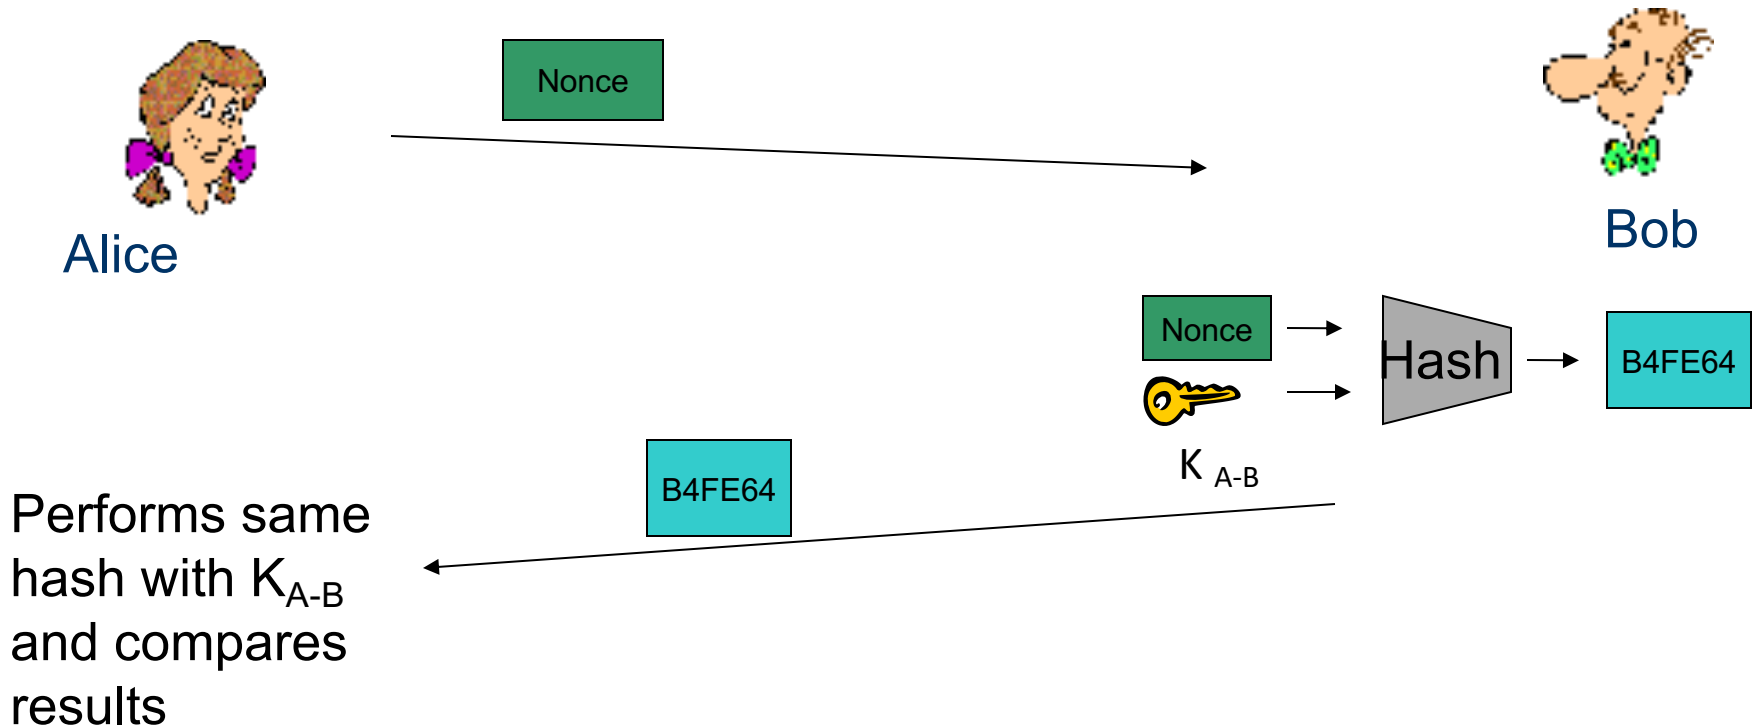 Nonce
Alice
Bob
Nonce
Hash
B4FE64
K A-B
B4FE64
Performs same
hash with KA-B
and compares
results